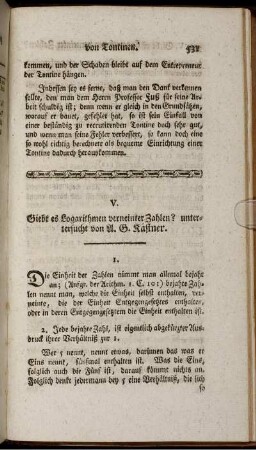 von Tontinen. 531
kommen, und der Schaden bleibt auf dem Entrepreneur
der Tontine hängen.
Indessen sey es ferne, daß man den Dank verkennen
sollte, den man dem Herrn Professor Fuß für seine Ar-
beit schuldig ist; denn wenn er gleich in den Grundsätzen,
worauf er bauet, gefehlet hat, so ist sein Einfall von
einer beständig zu recrutirenden Tontine doch sehr gut,
und wenn man seine Fehler verbessert, so kann doch eine
so wohl richtig berechnete als bequeme Einrichtung einer
Tontine dadurch herauskommen.
V.
Giebt es Logarithmen verneinter Zahlen? unter-
tersucht von A. G. Kästner.
1.
Die Einheit der Zahlen nimmt man allemal bejaht
an; (Anfgr. der Arithm. 1. C. 101) bejahte Zah-
len nennt man, welche die Einheit selbst enthalten, vernein-
te, die der Einheit Entgegengesetztes enthalten,
oder in deren Entgegengesetztem die Einheit enthalten ist.
2. Jede bejahte Zahl, ist eigentlich abgekürzter Aus-
druck ihrer Verhältniß zur 1.
Wer 5 nennt, nennt etwas, darinnen das was er
Eins nennt, fünfmal enthalten ist. Was die Eins,
folglich auch die Fünf ist, darauf kömmt nichts an.
Folglich denkt jedermann bey 5 eine Verhältniß, die sich
so